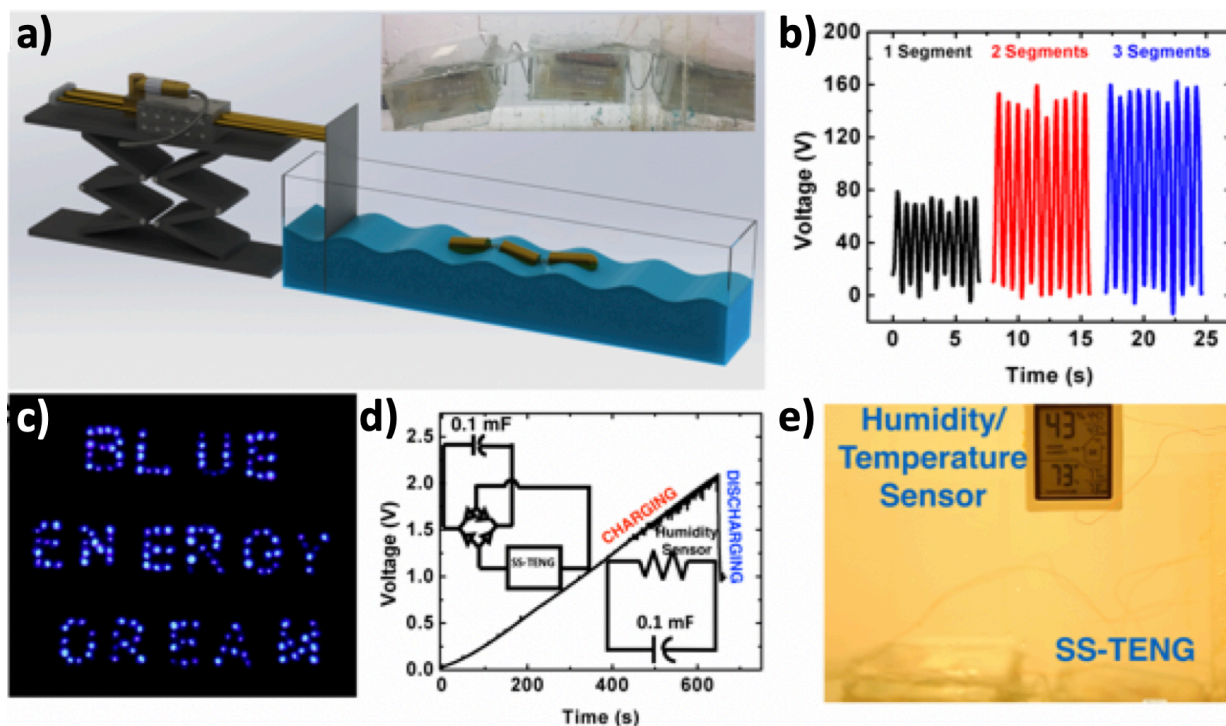 a)
b)
1 Segment 2 Segments 3 Segments
200
160
120
80
40
0
Voltage (V)
0 5 10 15 20 25
Time (s)
c)
BLUE
ENERGY
DREAM
d)
0.1 mF
SS-TENG
CHARGING
DISCHARGING
Humidity
Sensor
0.1 mF
2.5
2.0
1.5
1.0
0.5
0.0
Voltage (V)
0 200 400 600
Time (s)
e)
Humidity/
Temperature
Sensor
43
73
SS-TENG